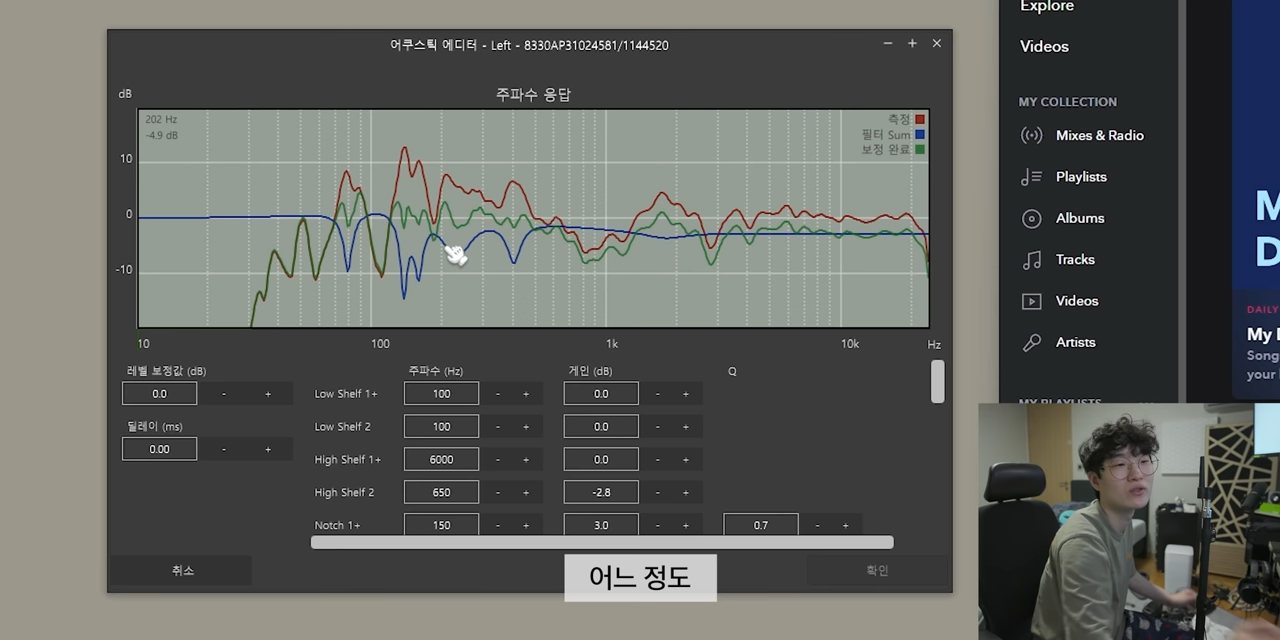 어쿠스틱 에디터 - Left - 8330AP31024581/1144520
dB
주파수 응답
202 Hz
-4.9 dB
측정
필터 Sum
보정 완료
10
0
-10
10
100
1k
10k
Hz
레벨 보정값 (dB)
주파수 (Hz)
게인 (dB)
Q
0.0
-
+
Low Shelf 1+
100
-
+
0.0
-
+
딜레이 (ms)
Low Shelf 2
100
-
+
0.0
-
+
0.00
-
+
High Shelf 1+
6000
-
+
0.0
-
+
High Shelf 2
650
-
+
-2.8
-
+
Notch 1+
150
-
+
3.0
-
+
0.7
-
+
취소
확인
어느 정도
Explore
Videos
MY COLLECTION
Mixes & Radio
Playlists
Albums
Tracks
Videos
Artists
MY PLAYLISTS
M
D
DAILY
Song
your